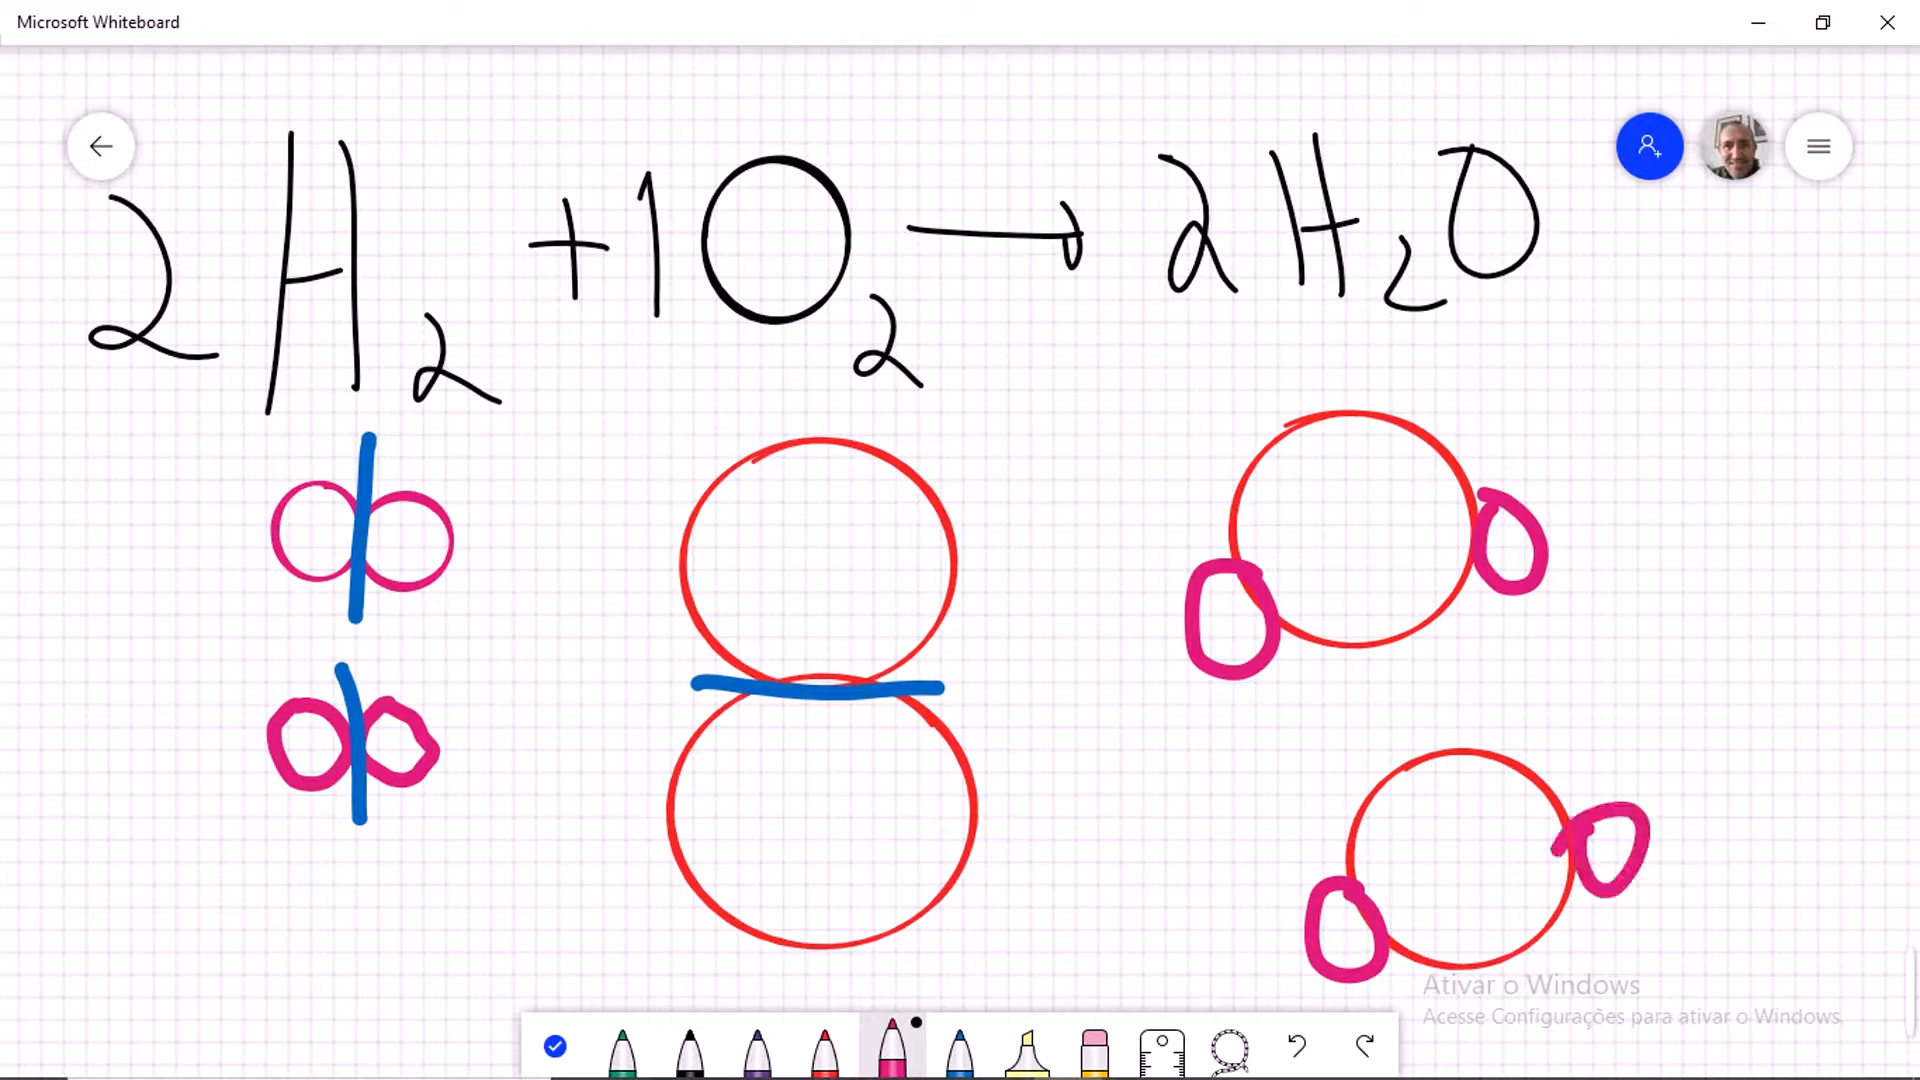 Microsoft Whiteboard
2H2 + 1O2 → 2H2O
Ativar o Windows
Acesse Configurações para ativar o Windows.